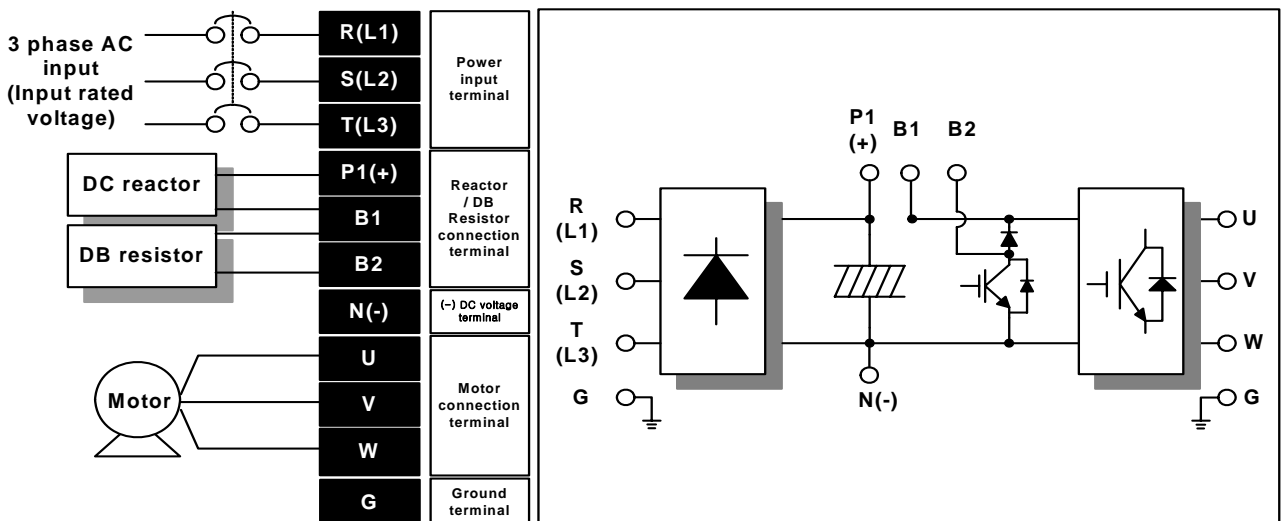 3 phase AC
input
(Input rated
voltage)
R(L1)
S(L2)
T(L3)
Power
input
terminal
DC reactor
DB resistor
P1(+)
B1
B2
Reactor
/ DB
Resistor
connection
terminal
N(-)
(-) DC voltage
terminal
Motor
U
V
W
Motor
connection
terminal
G
Ground
terminal
P1
(+)
B1
B2
R
(L1)
S
(L2)
T
(L3)
G
N(-)
U
V
W
G